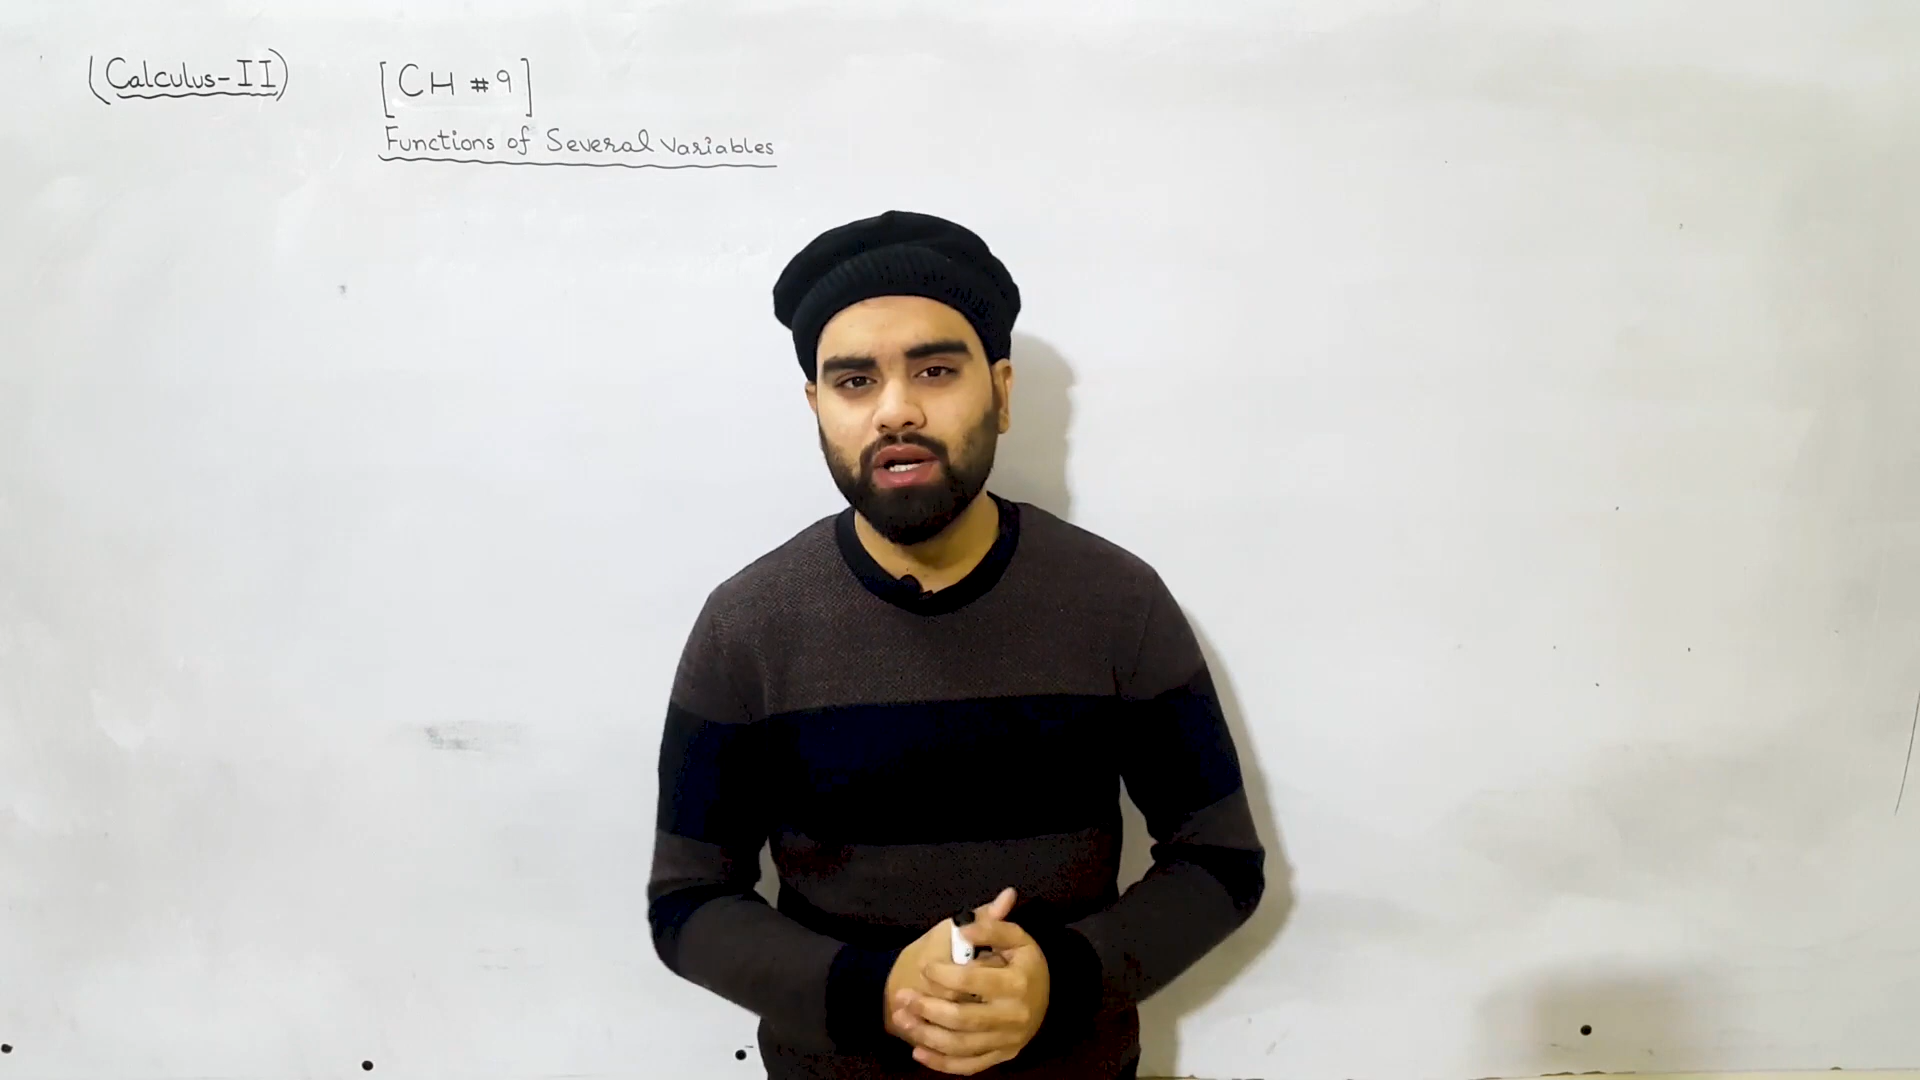 (Calculus-II) [CH #9]
Functions of Several Variables